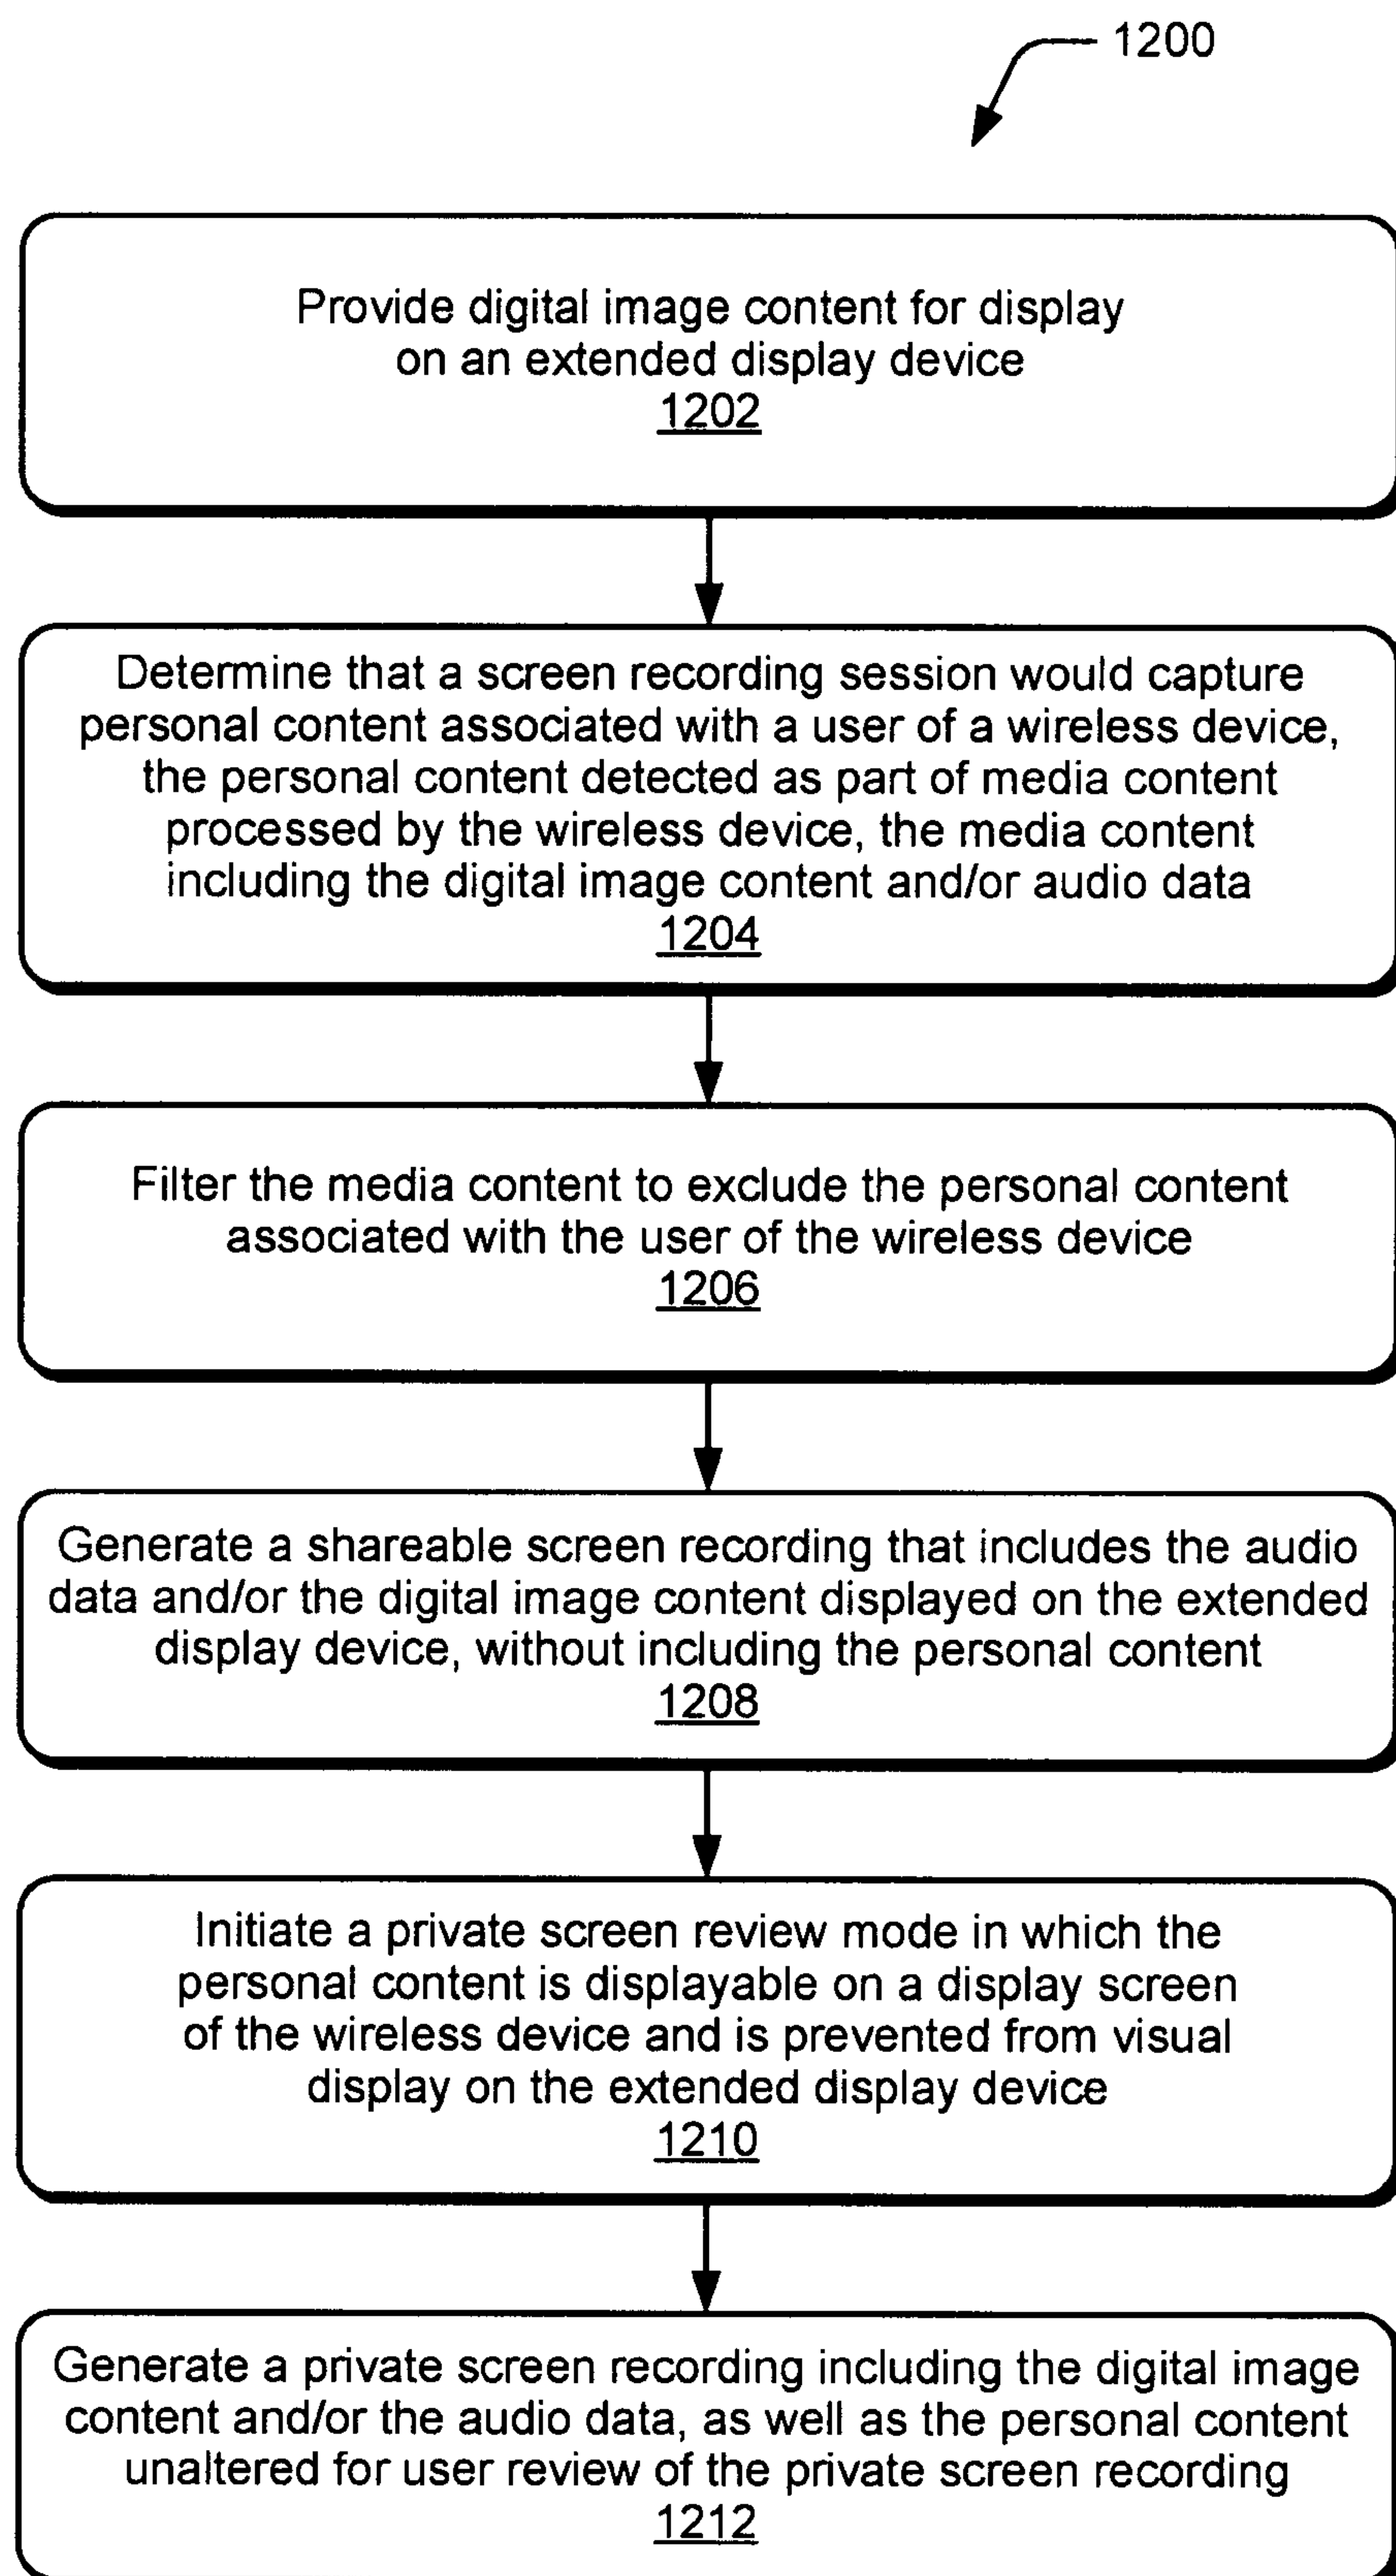 1200
Provide digital image content for display
on an extended display device
1202
Determine that a screen recording session would capture
personal content associated with a user of a wireless device,
the personal content detected as part of media content
processed by the wireless device, the media content
including the digital image content and/or audio data
1204
Filter the media content to exclude the personal content
associated with the user of the wireless device
1206
Generate a shareable screen recording that includes the audio
data and/or the digital image content displayed on the extended
display device, without including the personal content
1208
Initiate a private screen review mode in which the
personal content is displayable on a display screen
of the wireless device and is prevented from visual
display on the extended display device
1210
Generate a private screen recording including the digital image
content and/or the audio data, as well as the personal content
unaltered for user review of the private screen recording
1212